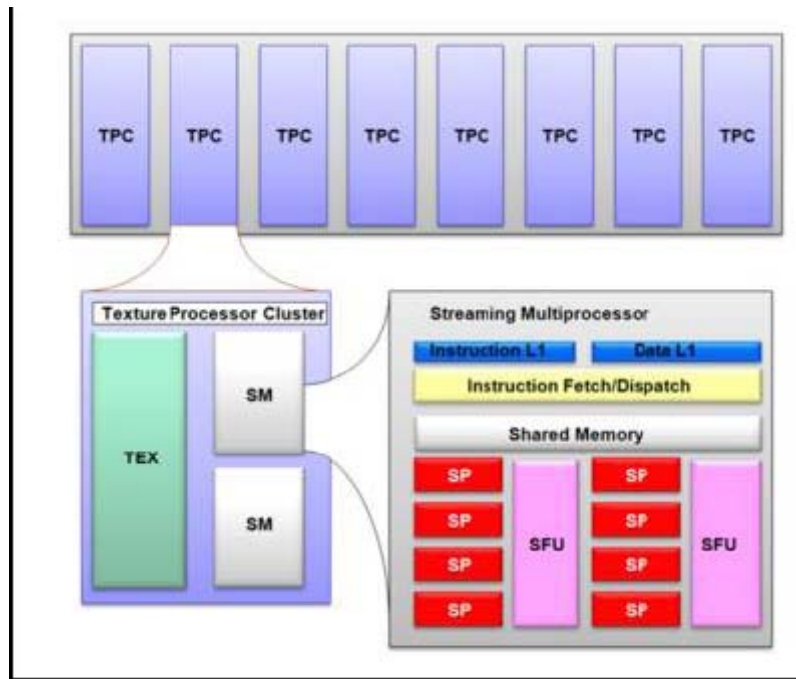 TPC TPC TPC TPC TPC TPC TPC TPC
Texture Processor Cluster
TEX
SM
SM
Streaming Multiprocessor
Instruction L1 Data L1
Instruction Fetch/Dispatch
Shared Memory
SP SP
SP SP
SFU SFU
SP SP
SP SP